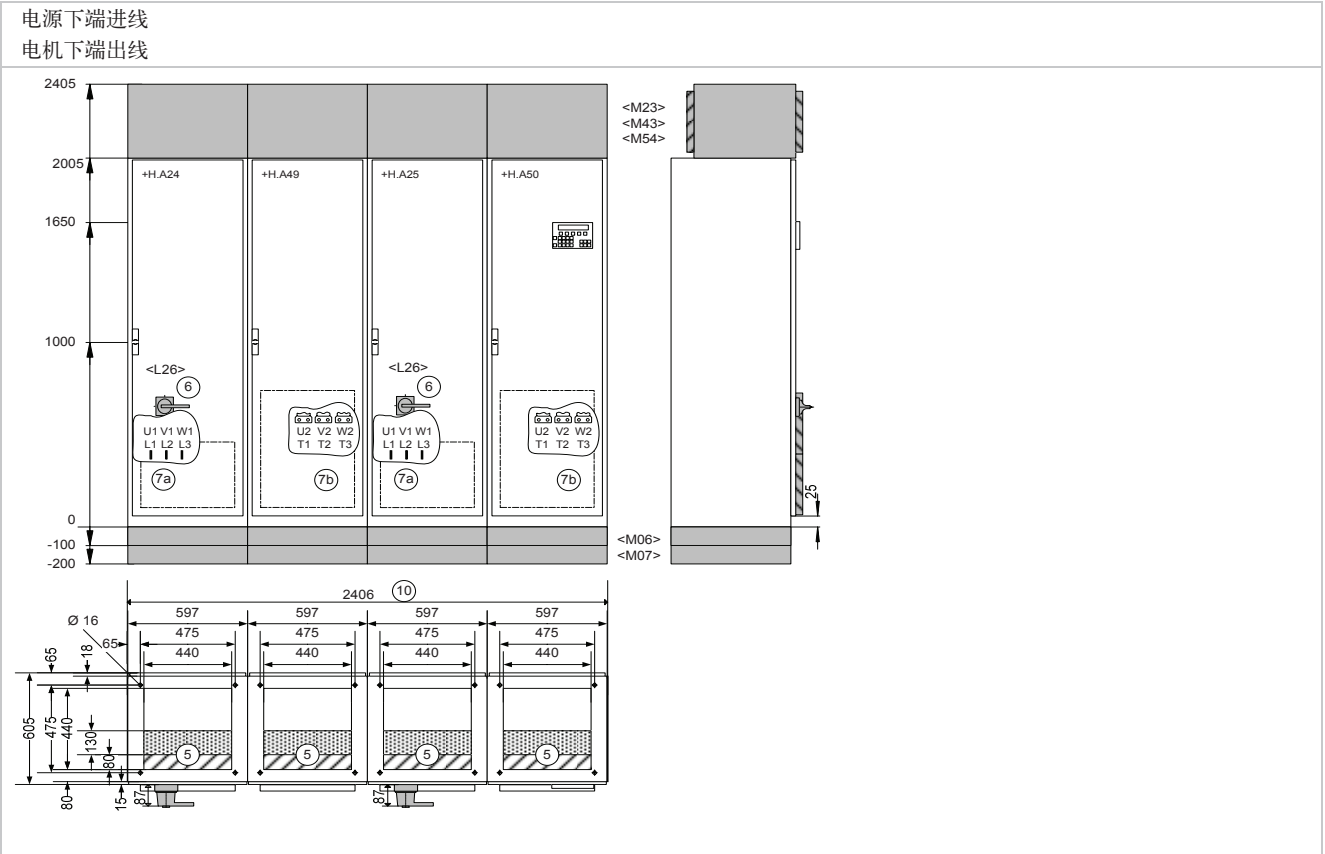 电源下端进线
电机下端出线
2405
<M23>
<M43>
<M54>
2005
+H.A24 +H.A49 +H.A25 +H.A50
1650
1000
<L26> <L26>
6 6
U1 V1 W1 U2 V2 W2 U1 V1 W1 U2 V2 W2
L1 L2 L3 T1 T2 T3 L1 L2 L3 T1 T2 T3
7a 7b 7a 7b
25
0
-100 <M06>
-200 <M07>
2406 10
597 597 597 597
Ø 16
475 475 475 475
65
440 440 440 440
65 18
605 475 440 130 80
5 5 5 5
80 15 87 87